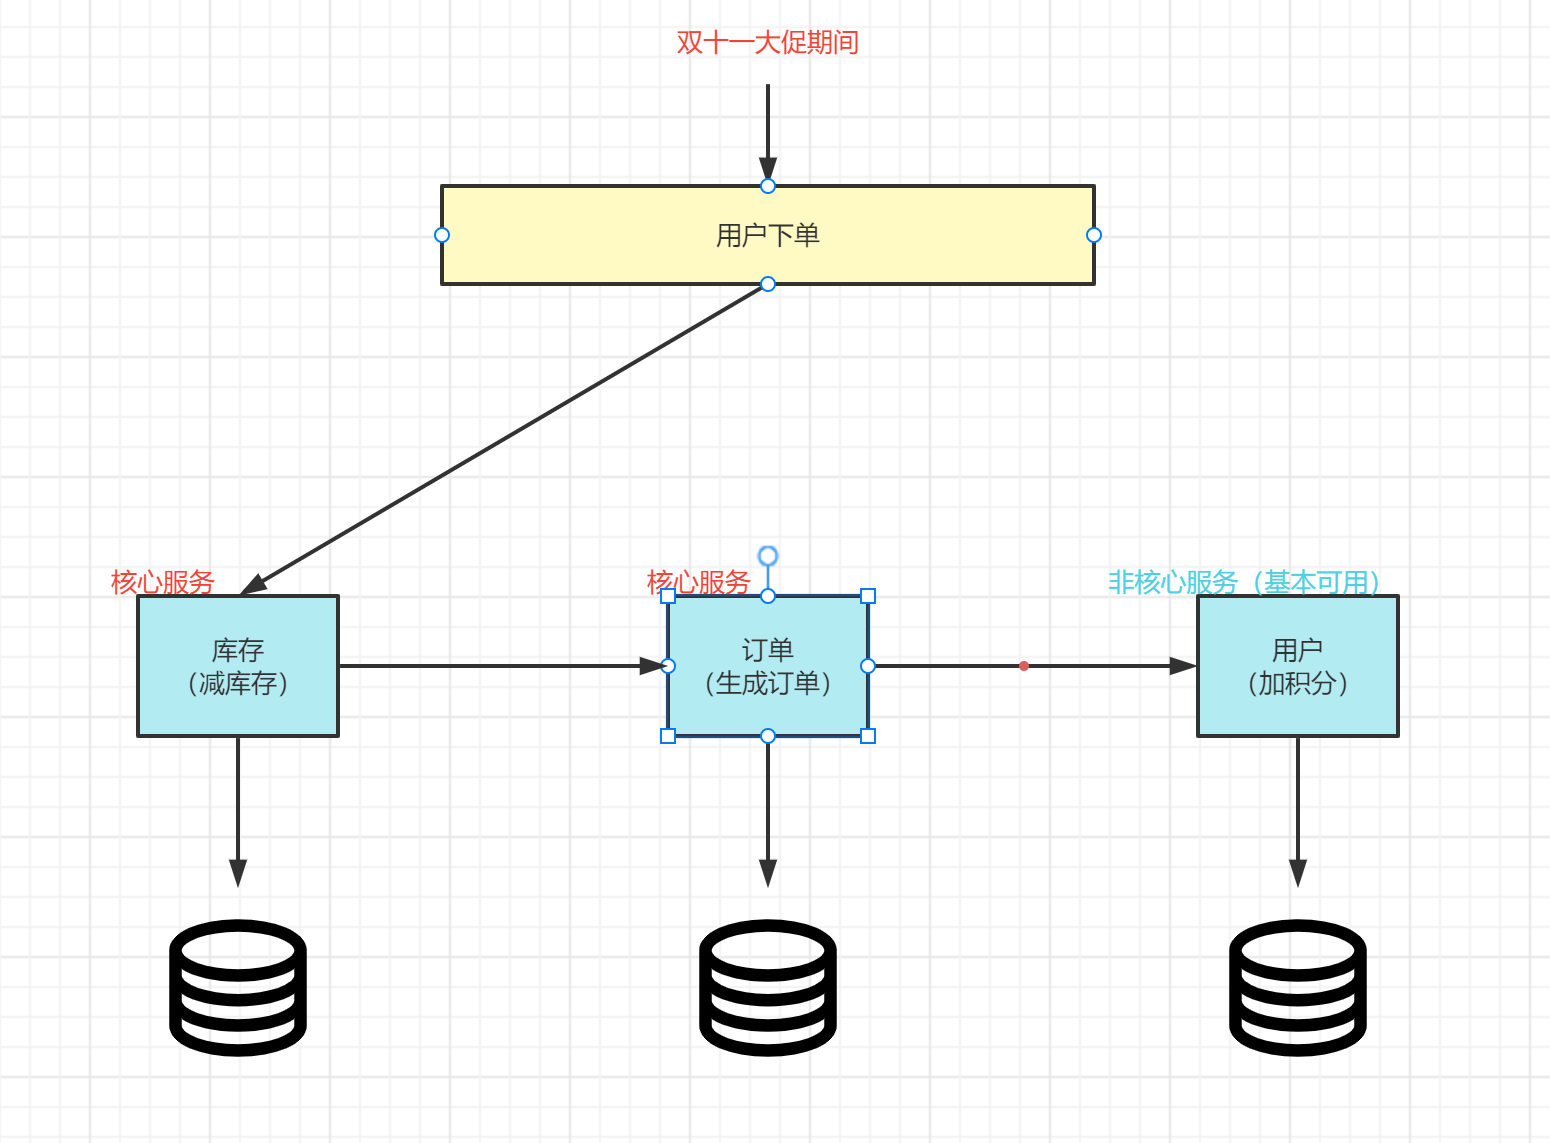 双十一大促期间
用户下单
核心服务
核心服务
非核心服务（基本可用）
库存
（减库存）
订单
（生成订单）
用户
（加积分）